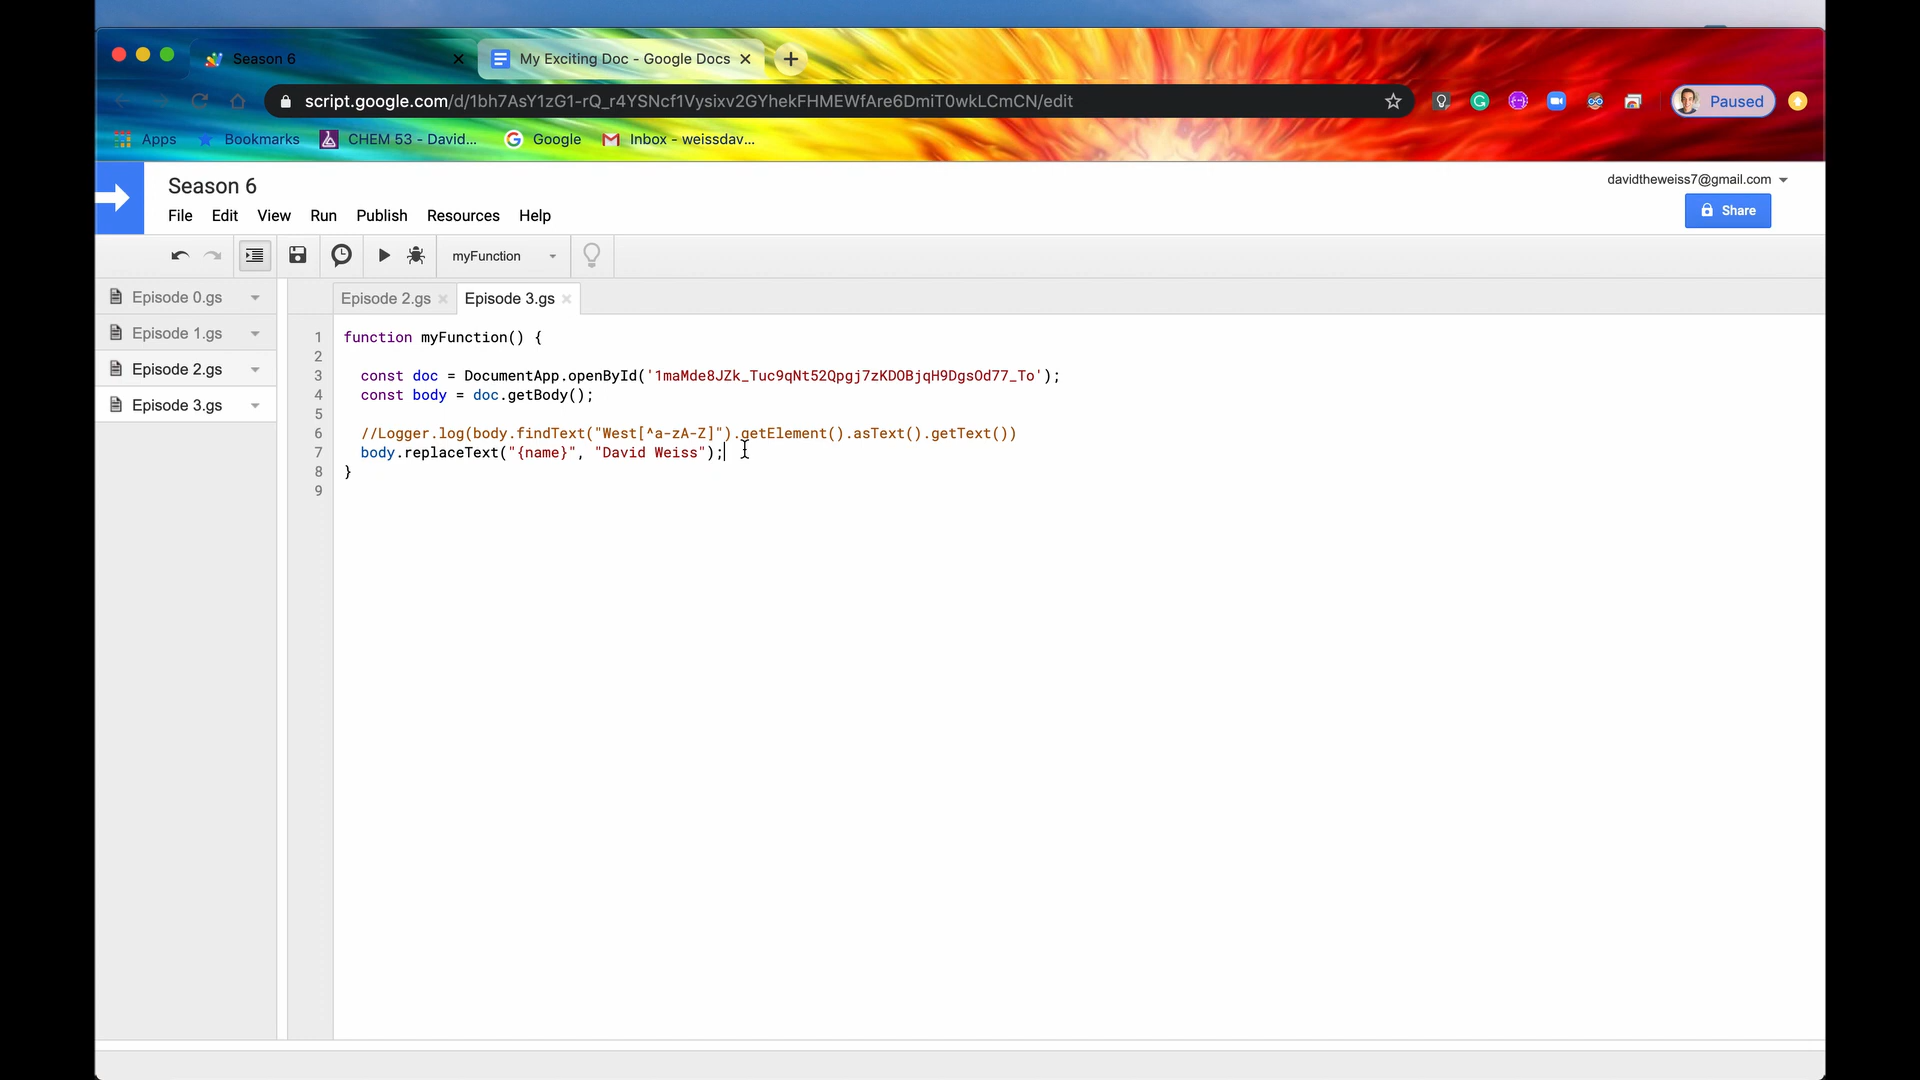 Season 6
My Exciting Doc - Google Docs
script.google.com/d/1bh7AsY1zG1-rQ_r4YSNcf1Vysixv2GYhekFHMEWfAre6DmiT0wkLCmCN/edit
Paused
Apps
Bookmarks
CHEM 53 - David...
Google
Inbox - weissdav...
Season 6
davidtheweiss7@gmail.com
File Edit View Run Publish Resources Help
Share
myFunction
Episode 0.gs
Episode 1.gs
Episode 2.gs
Episode 3.gs
Episode 2.gs
Episode 3.gs
1 function myFunction() {
2
3 const doc = DocumentApp.openById('1maMde8JZk_Tuc9qNt52Qpgj7zKDOBjqH9DgsOd77_To');
4 const body = doc.getBody();
5
6 //Logger.log(body.findText("West[^a-zA-Z]").getElement().asText().getText())
7 body.replaceText("{name}", "David Weiss");
8 }
9